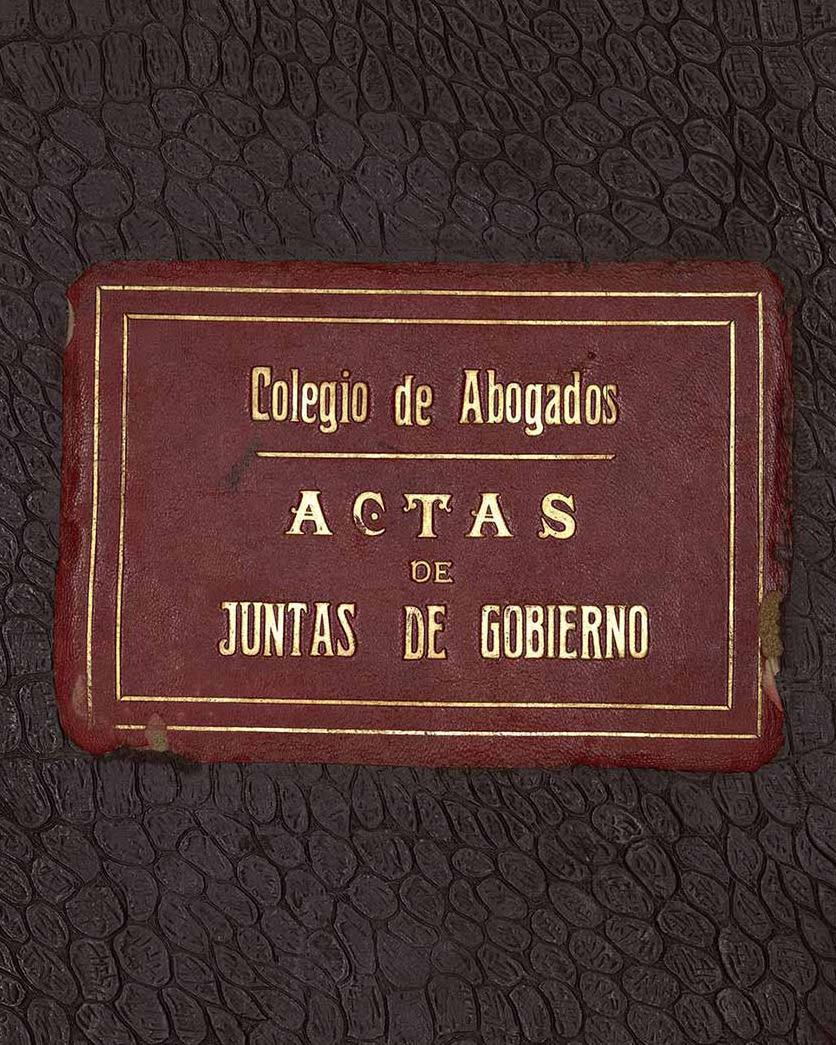 Colegio de Abogados
ACTAS
DE
JUNTAS DE GOBIERNO